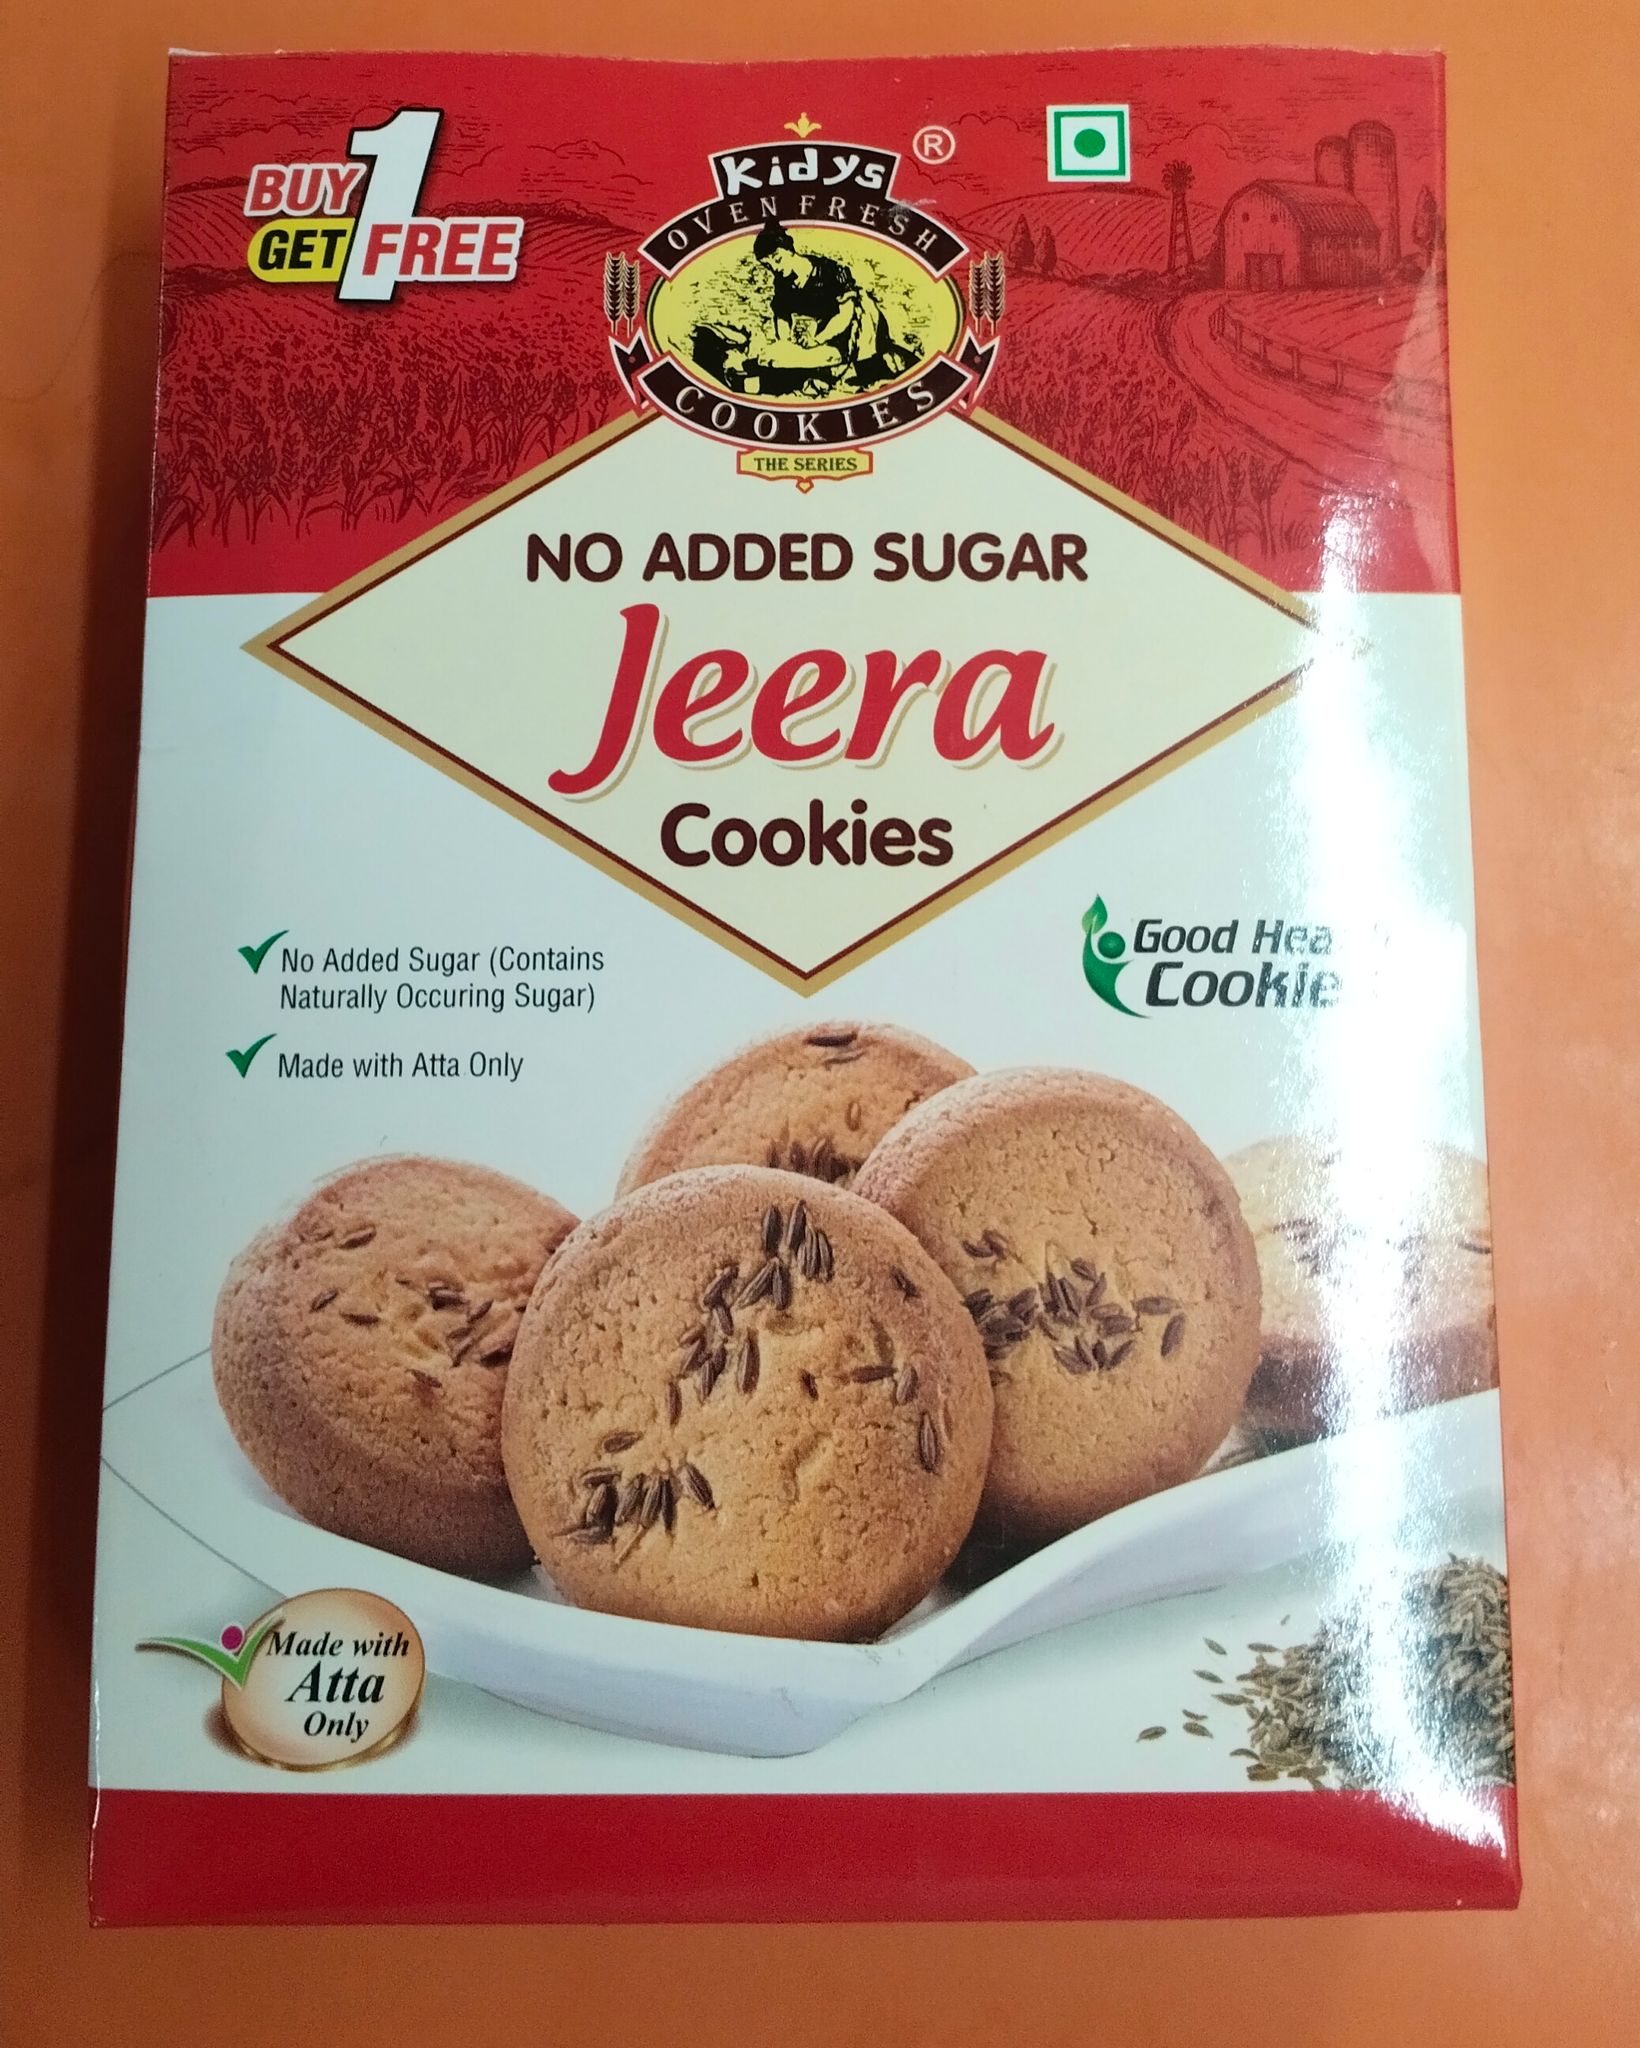 BUY 1
GET FREE
Kidys
®
OVEN FRESH
COOKIES
THE SERIES
NO ADDED SUGAR
Jeera
Cookies
No Added Sugar (Contains
Naturally Occuring Sugar)
Made with Atta Only
Good
Made with
Atta
Only